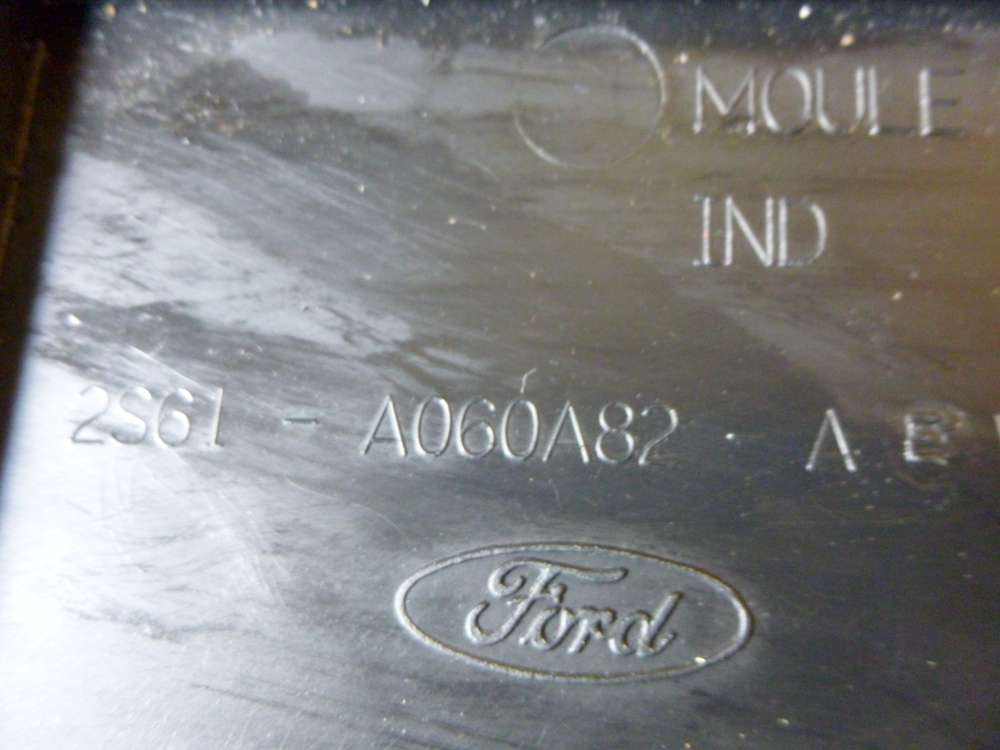 MOULE
IND
2S61 - A060A82 - A
Ford